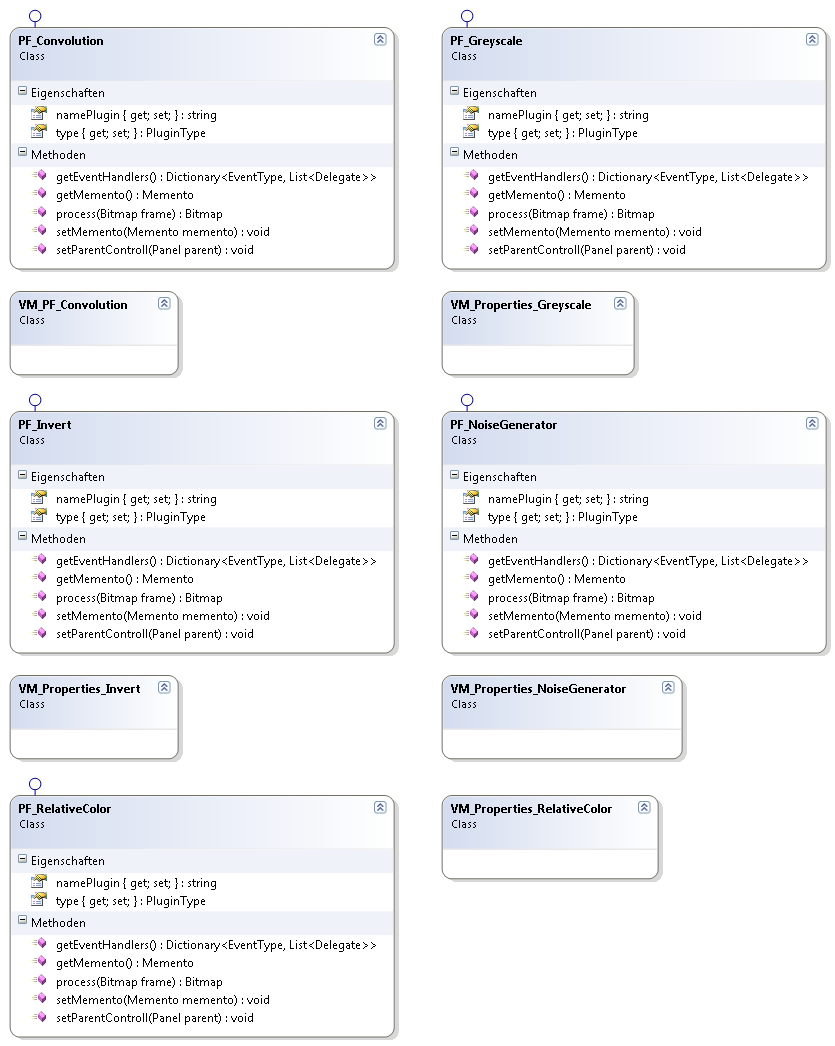 PF_Convolution
Class
Eigenschaften
namePlugin { get; set; } : string
type { get; set; } : PluginType
Methoden
getEventHandlers() : Dictionary<EventType, List<Delegate>>
getMemento() : Memento
process(Bitmap frame) : Bitmap
setMemento(Memento memento) : void
setParentControll(Panel parent) : void
PF_Greyscale
Class
Eigenschaften
namePlugin { get; set; } : string
type { get; set; } : PluginType
Methoden
getEventHandlers() : Dictionary<EventType, List<Delegate>>
getMemento() : Memento
process(Bitmap frame) : Bitmap
setMemento(Memento memento) : void
setParentControll(Panel parent) : void
VM_PF_Convolution
Class
VM_Properties_Greyscale
Class
PF_Invert
Class
Eigenschaften
namePlugin { get; set; } : string
type { get; set; } : PluginType
Methoden
getEventHandlers() : Dictionary<EventType, List<Delegate>>
getMemento() : Memento
process(Bitmap frame) : Bitmap
setMemento(Memento memento) : void
setParentControll(Panel parent) : void
PF_NoiseGenerator
Class
Eigenschaften
namePlugin { get; set; } : string
type { get; set; } : PluginType
Methoden
getEventHandlers() : Dictionary<EventType, List<Delegate>>
getMemento() : Memento
process(Bitmap frame) : Bitmap
setMemento(Memento memento) : void
setParentControll(Panel parent) : void
VM_Properties_Invert
Class
VM_Properties_NoiseGenerator
Class
PF_RelativeColor
Class
Eigenschaften
namePlugin { get; set; } : string
type { get; set; } : PluginType
Methoden
getEventHandlers() : Dictionary<EventType, List<Delegate>>
getMemento() : Memento
process(Bitmap frame) : Bitmap
setMemento(Memento memento) : void
setParentControll(Panel parent) : void
VM_Properties_RelativeColor
Class